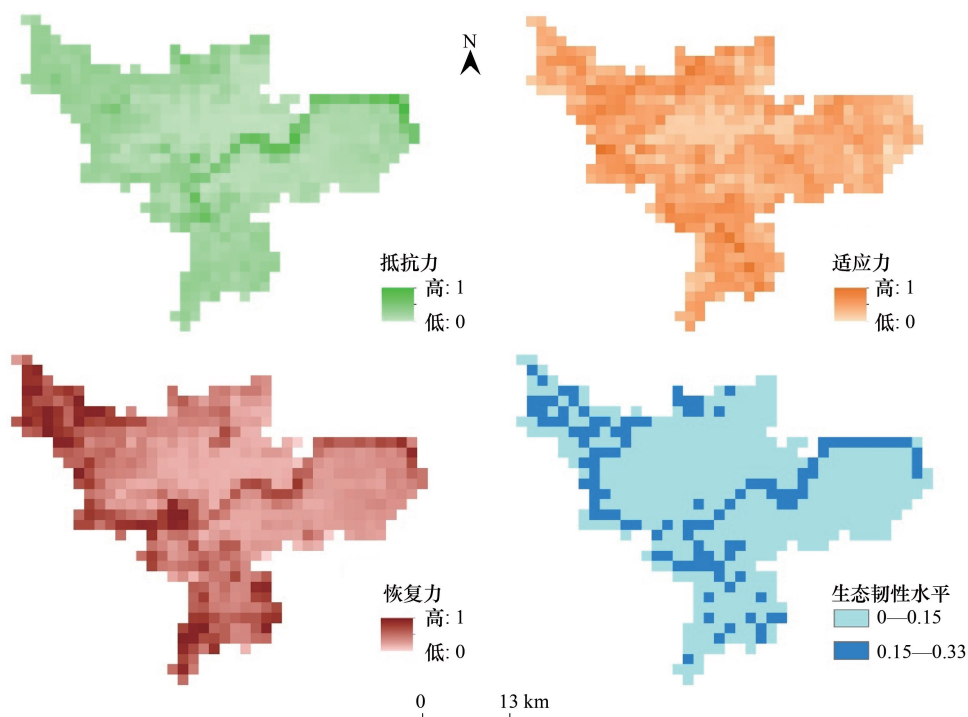 N
抵抗力
高: 1
低: 0
适应力
高: 1
低: 0
恢复力
高: 1
低: 0
生态韧性水平
0—0.15
0.15—0.33
0 13 km